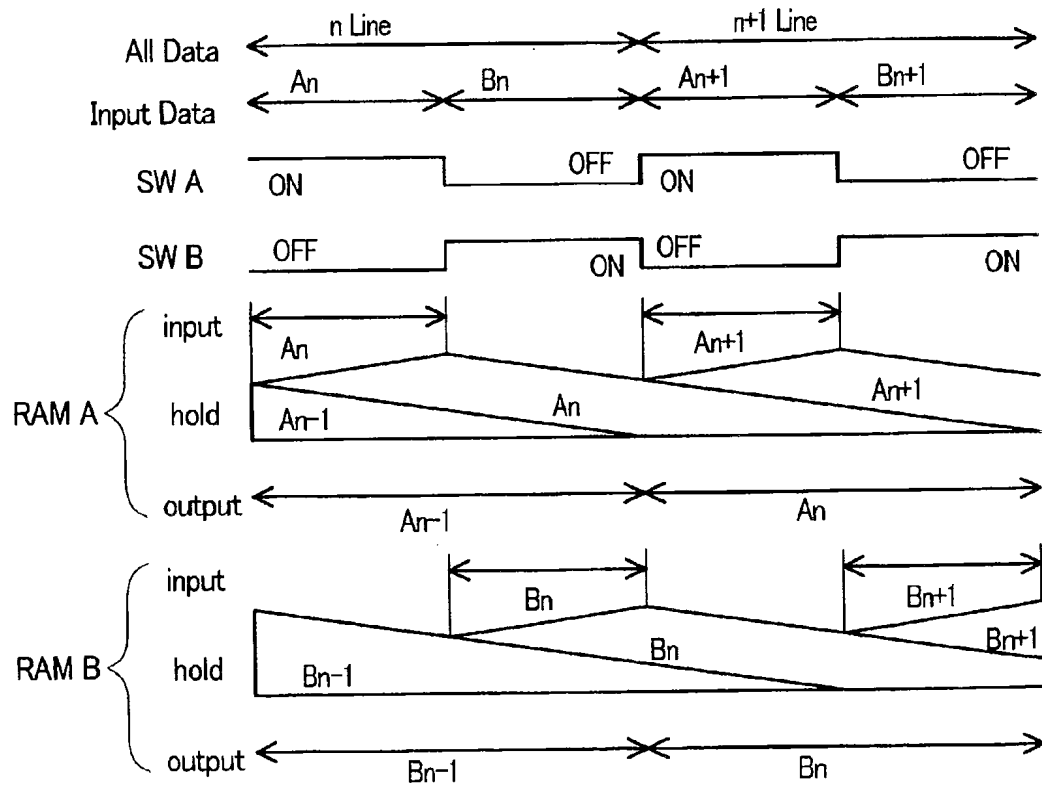 n Line n+1 Line
All Data
An Bn An+1 Bn+1
Input Data
SW A ON OFF ON OFF
SW B OFF ON OFF ON
input
An An+1
RAM A hold An-1 An An+1
output An-1 An
input
Bn Bn+1
RAM B hold Bn-1 Bn Bn+1
output Bn-1 Bn